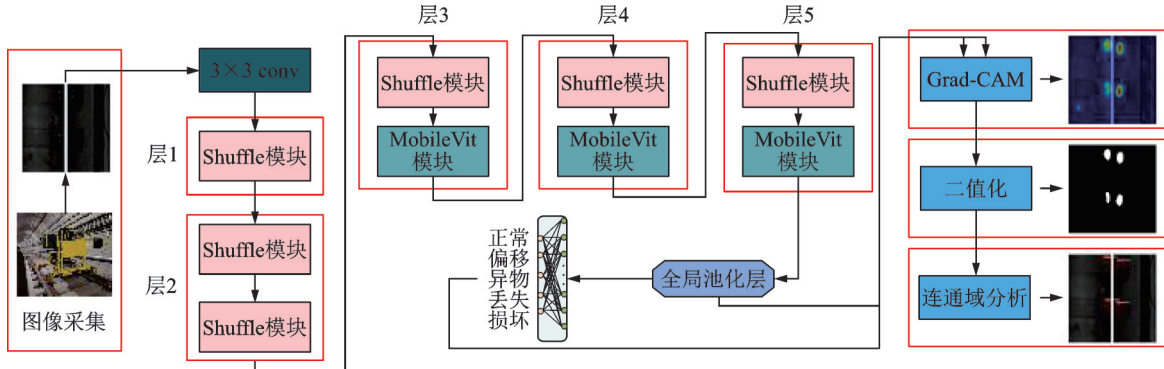 图像采集
3×3 conv
层1
Shuffle模块
层2
Shuffle模块
Shuffle模块
层3
Shuffle模块
MobileVit
模块
层4
Shuffle模块
MobileVit
模块
层5
Shuffle模块
MobileVit
模块
全局池化层
正常
偏移
异物
丢失
损坏
Grad-CAM
二值化
连通域分析